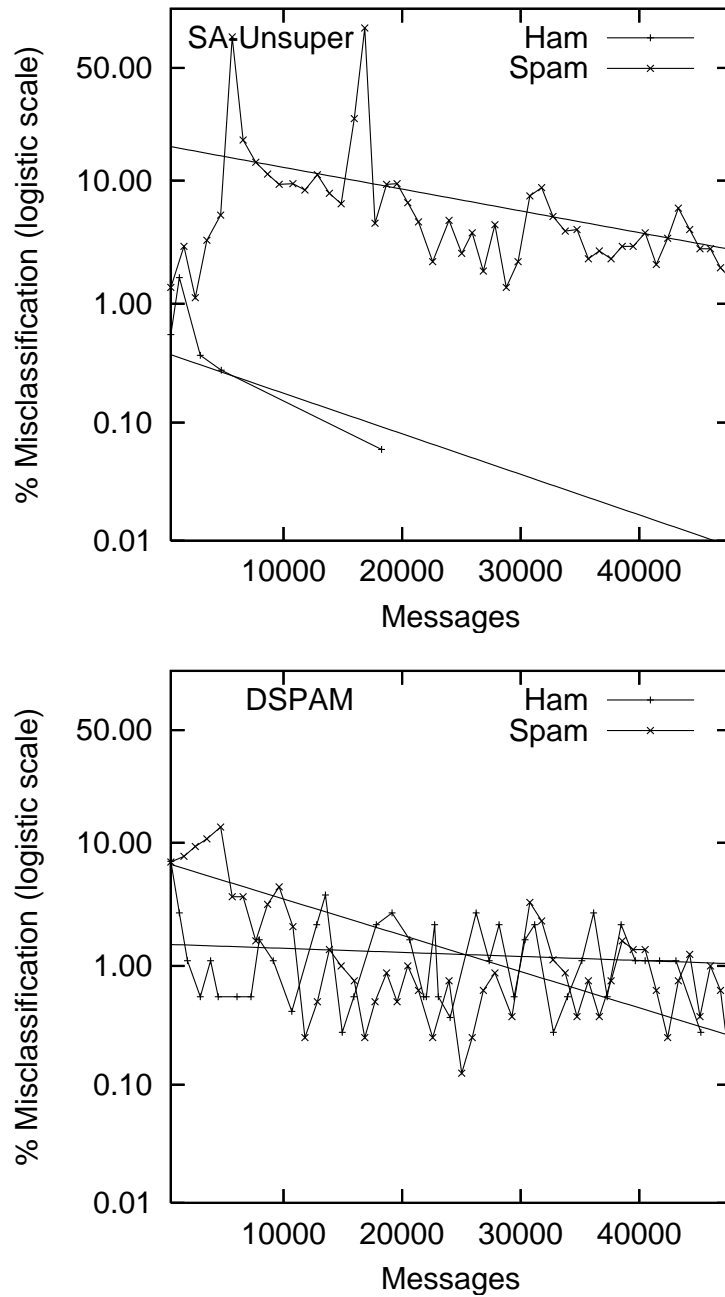 SA-Unsuper
Ham
Spam
% Misclassification (logistic scale)
50.00
10.00
1.00
0.10
0.01
10000 20000 30000 40000
Messages
DSPAM
Ham
Spam
% Misclassification (logistic scale)
50.00
10.00
1.00
0.10
0.01
10000 20000 30000 40000
Messages